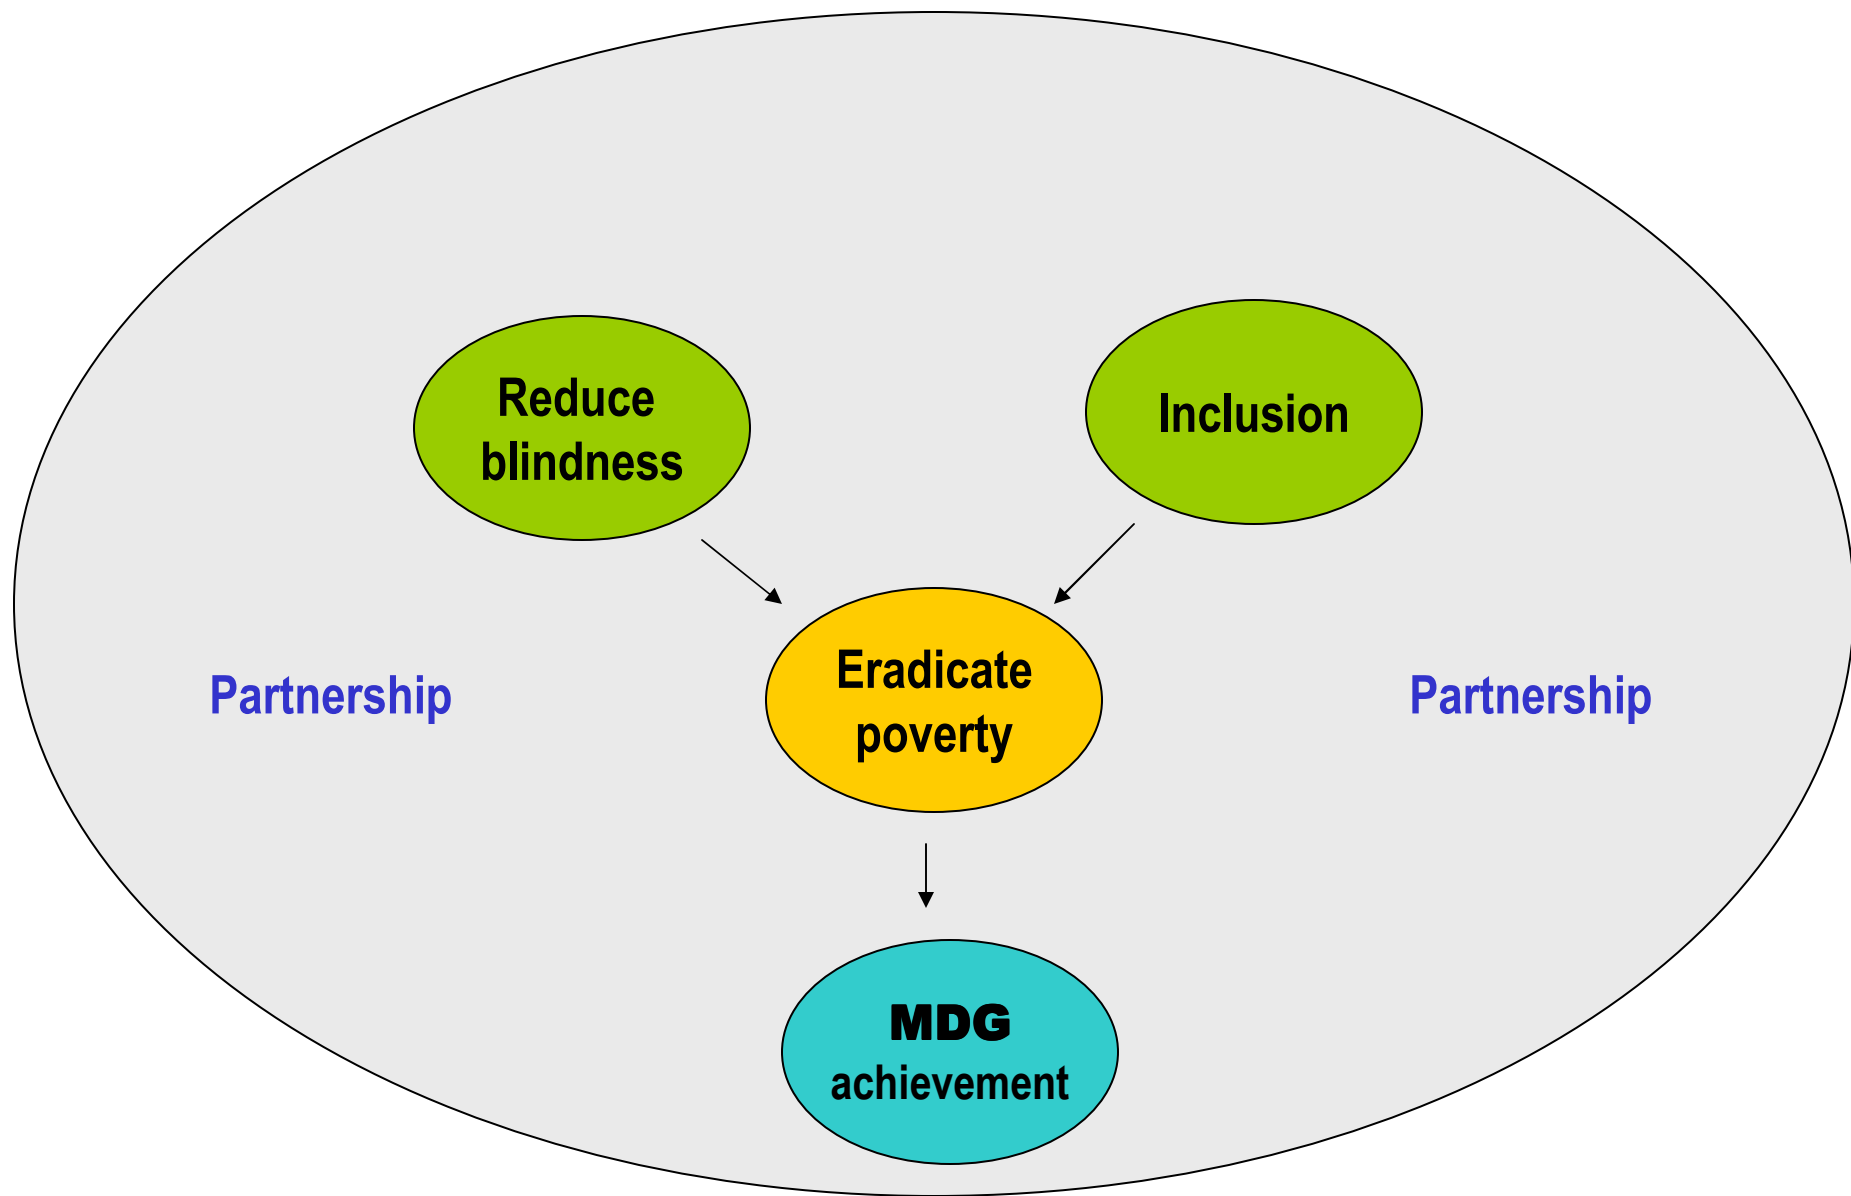 Reduce
blindness
Inclusion
Eradicate
poverty
Partnership
Partnership
MDG
achievement